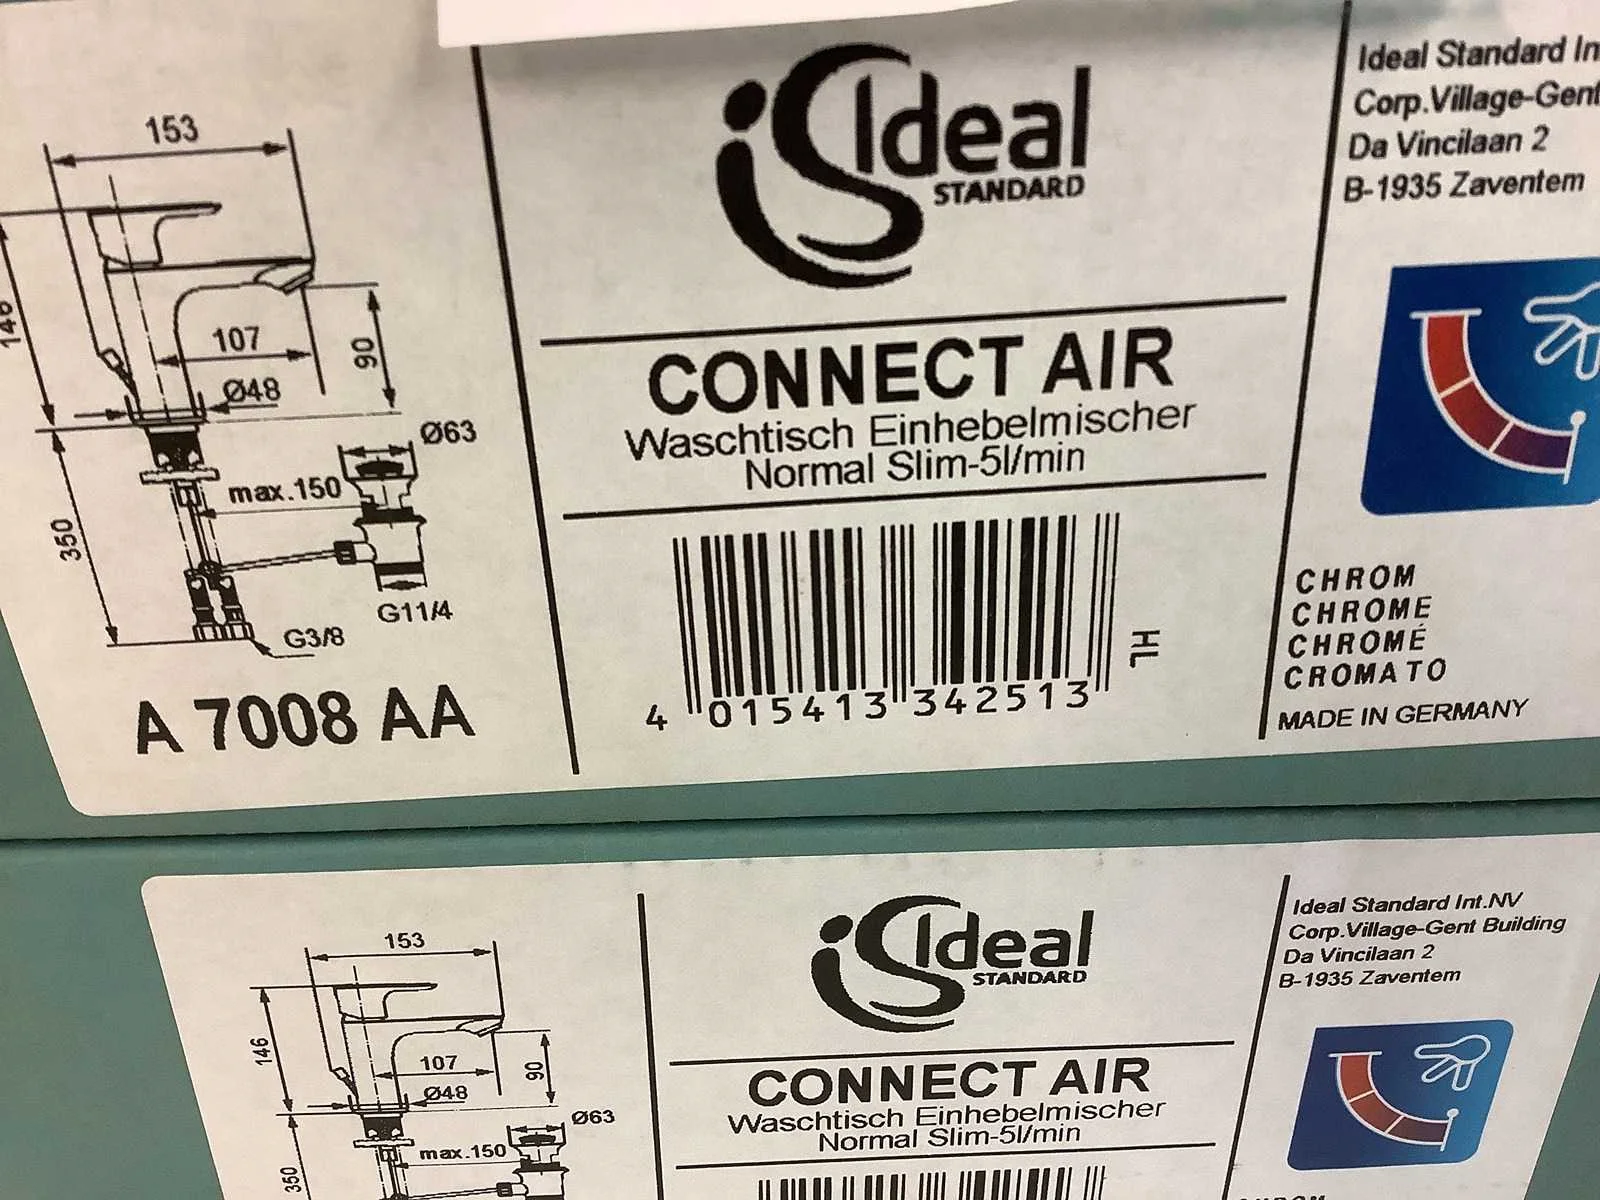 153
146
107
90
Ø48
Ø63
max.150
350
G11/4
G3/8
A 7008 AA
Ideal
STANDARD
CONNECT AIR
Waschtisch Einhebelmischer
Normal Slim-5l/min
4 015413 342513
HL
Ideal Standard In
Corp.Village-Gent
Da Vincilaan 2
B-1935 Zaventem
CHROM
CHROME
CHROMÉ
CROMATO
MADE IN GERMANY
153
146
107
90
Ø48
Ø63
max.150
350
Ideal
STANDARD
CONNECT AIR
Waschtisch Einhebelmischer
Normal Slim-5l/min
Ideal Standard Int.NV
Corp.Village-Gent Building
Da Vincilaan 2
B-1935 Zaventem